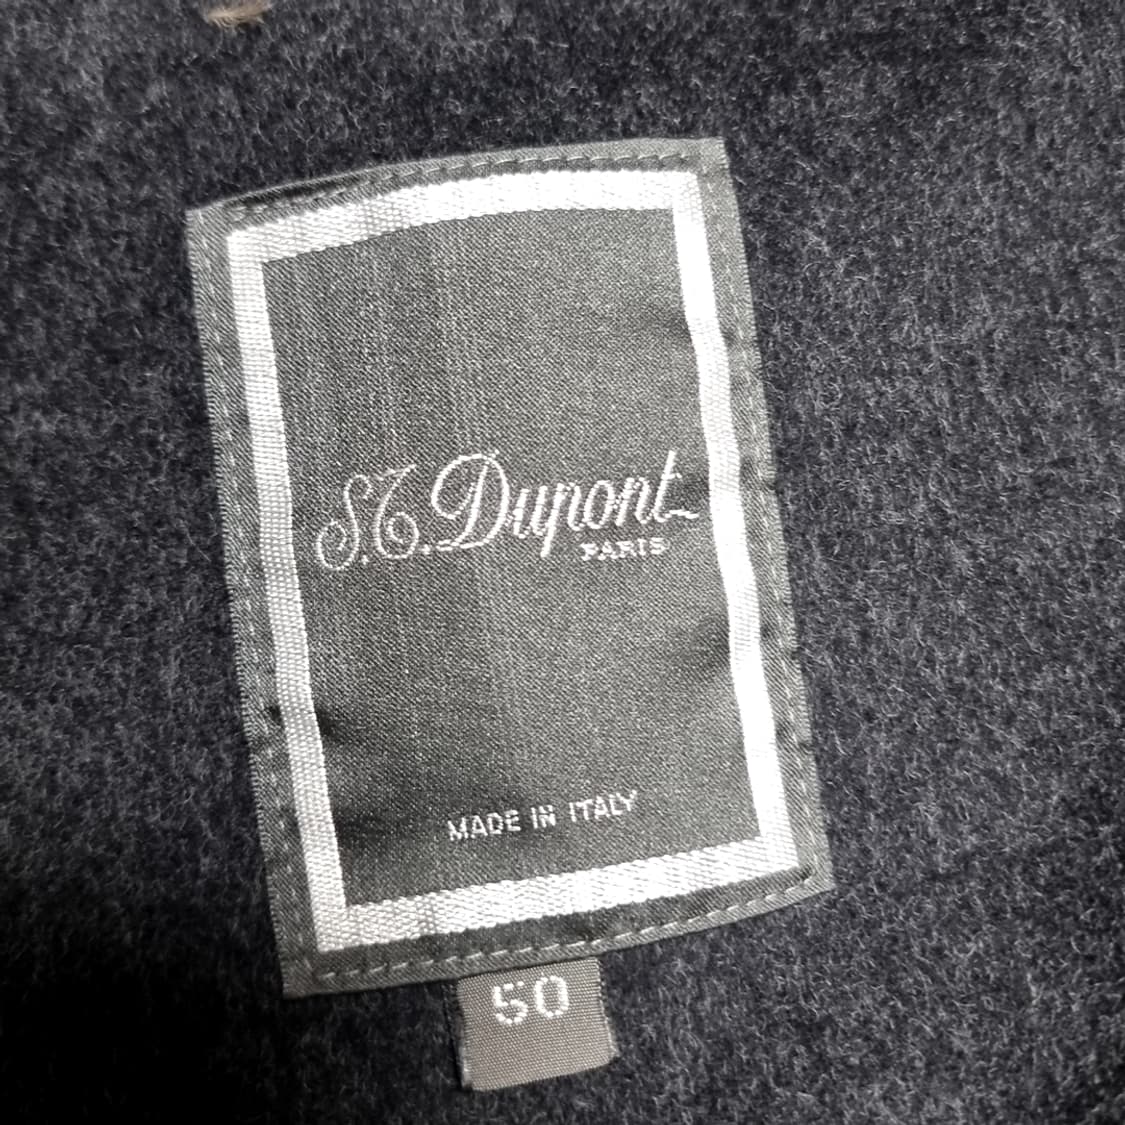 S.T. Dupont
PARIS
MADE IN ITALY
50